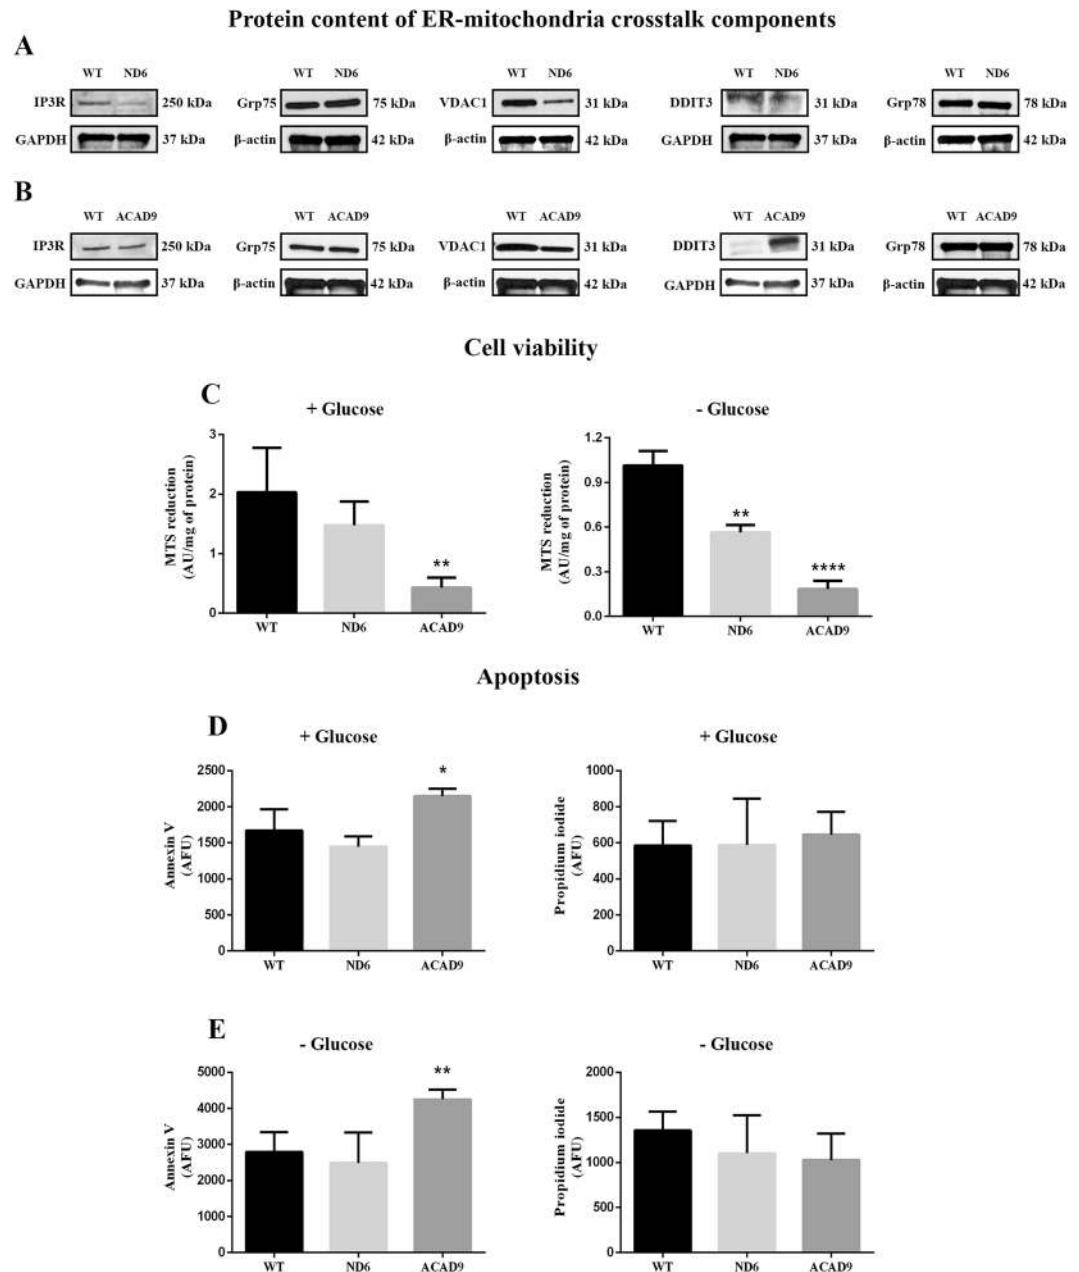 Protein content of ER-mitochondria crosstalk components
A
WT ND6 WT ND6 WT ND6 WT ND6 WT ND6
IP3R 250 kDa Grp75 75 kDa VDAC1 31 kDa DDIT3 31 kDa Grp78 78 kDa
GAPDH 37 kDa β-actin 42 kDa β-actin 42 kDa GAPDH 37 kDa β-actin 42 kDa
B
WT ACAD9 WT ACAD9 WT ACAD9 WT ACAD9 WT ACAD9
IP3R 250 kDa Grp75 75 kDa VDAC1 31 kDa DDIT3 31 kDa Grp78 78 kDa
GAPDH 37 kDa β-actin 42 kDa β-actin 42 kDa GAPDH 37 kDa β-actin 42 kDa
Cell viability
C
+ Glucose
MTS reduction
(AU/mg of protein)
3
2
1
0
**
WT ND6 ACAD9
- Glucose
MTS reduction
(AU/mg of protein)
1.2
0.9
0.6
0.3
0.0
**
****
WT ND6 ACAD9
Apoptosis
D
+ Glucose
Annexin V
(AFU)
2500
2000
1500
1000
500
0
*
WT ND6 ACAD9
+ Glucose
Propidium iodide
(AFU)
1000
800
600
400
200
0
WT ND6 ACAD9
E
- Glucose
Annexin V
(AFU)
5000
4000
3000
2000
1000
0
**
WT ND6 ACAD9
- Glucose
Propidium iodide
(AFU)
2000
1500
1000
500
0
WT ND6 ACAD9